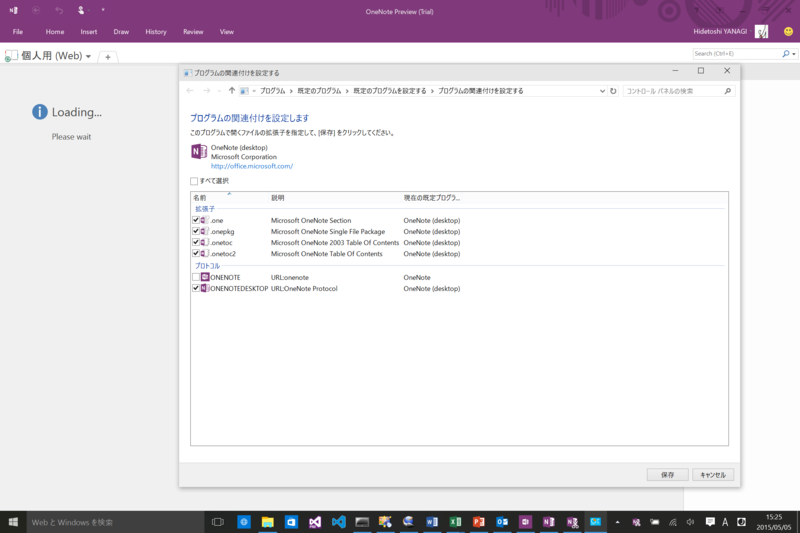 OneNote Preview (Trial)
File Home Insert Draw History Review View
Hidetoshi YANAGI
個人用 (Web)
Search (Ctrl+E)
プログラムの関連付けを設定する
プログラム 既定のプログラム 既定のプログラムを設定する プログラムの関連付けを設定する
コントロール パネルの検索
Loading...
Please wait
プログラムの関連付けを設定します
このプログラムで開くファイルの拡張子を指定して、[保存] をクリックしてください。
OneNote (desktop)
Microsoft Corporation
http://office.microsoft.com/
すべて選択
名前 説明 現在の既定プログラ...
拡張子
.one Microsoft OneNote Section OneNote (desktop)
.onepkg Microsoft OneNote Single File Package OneNote (desktop)
.onetoc Microsoft OneNote 2003 Table Of Contents OneNote (desktop)
.onetoc2 Microsoft OneNote Table Of Contents OneNote (desktop)
プロトコル
ONENOTE URL:onenote OneNote
ONENOTEDESKTOP URL:OneNote Protocol OneNote (desktop)
保存 キャンセル
Web と Windows を検索
A
15:25
2015/05/05